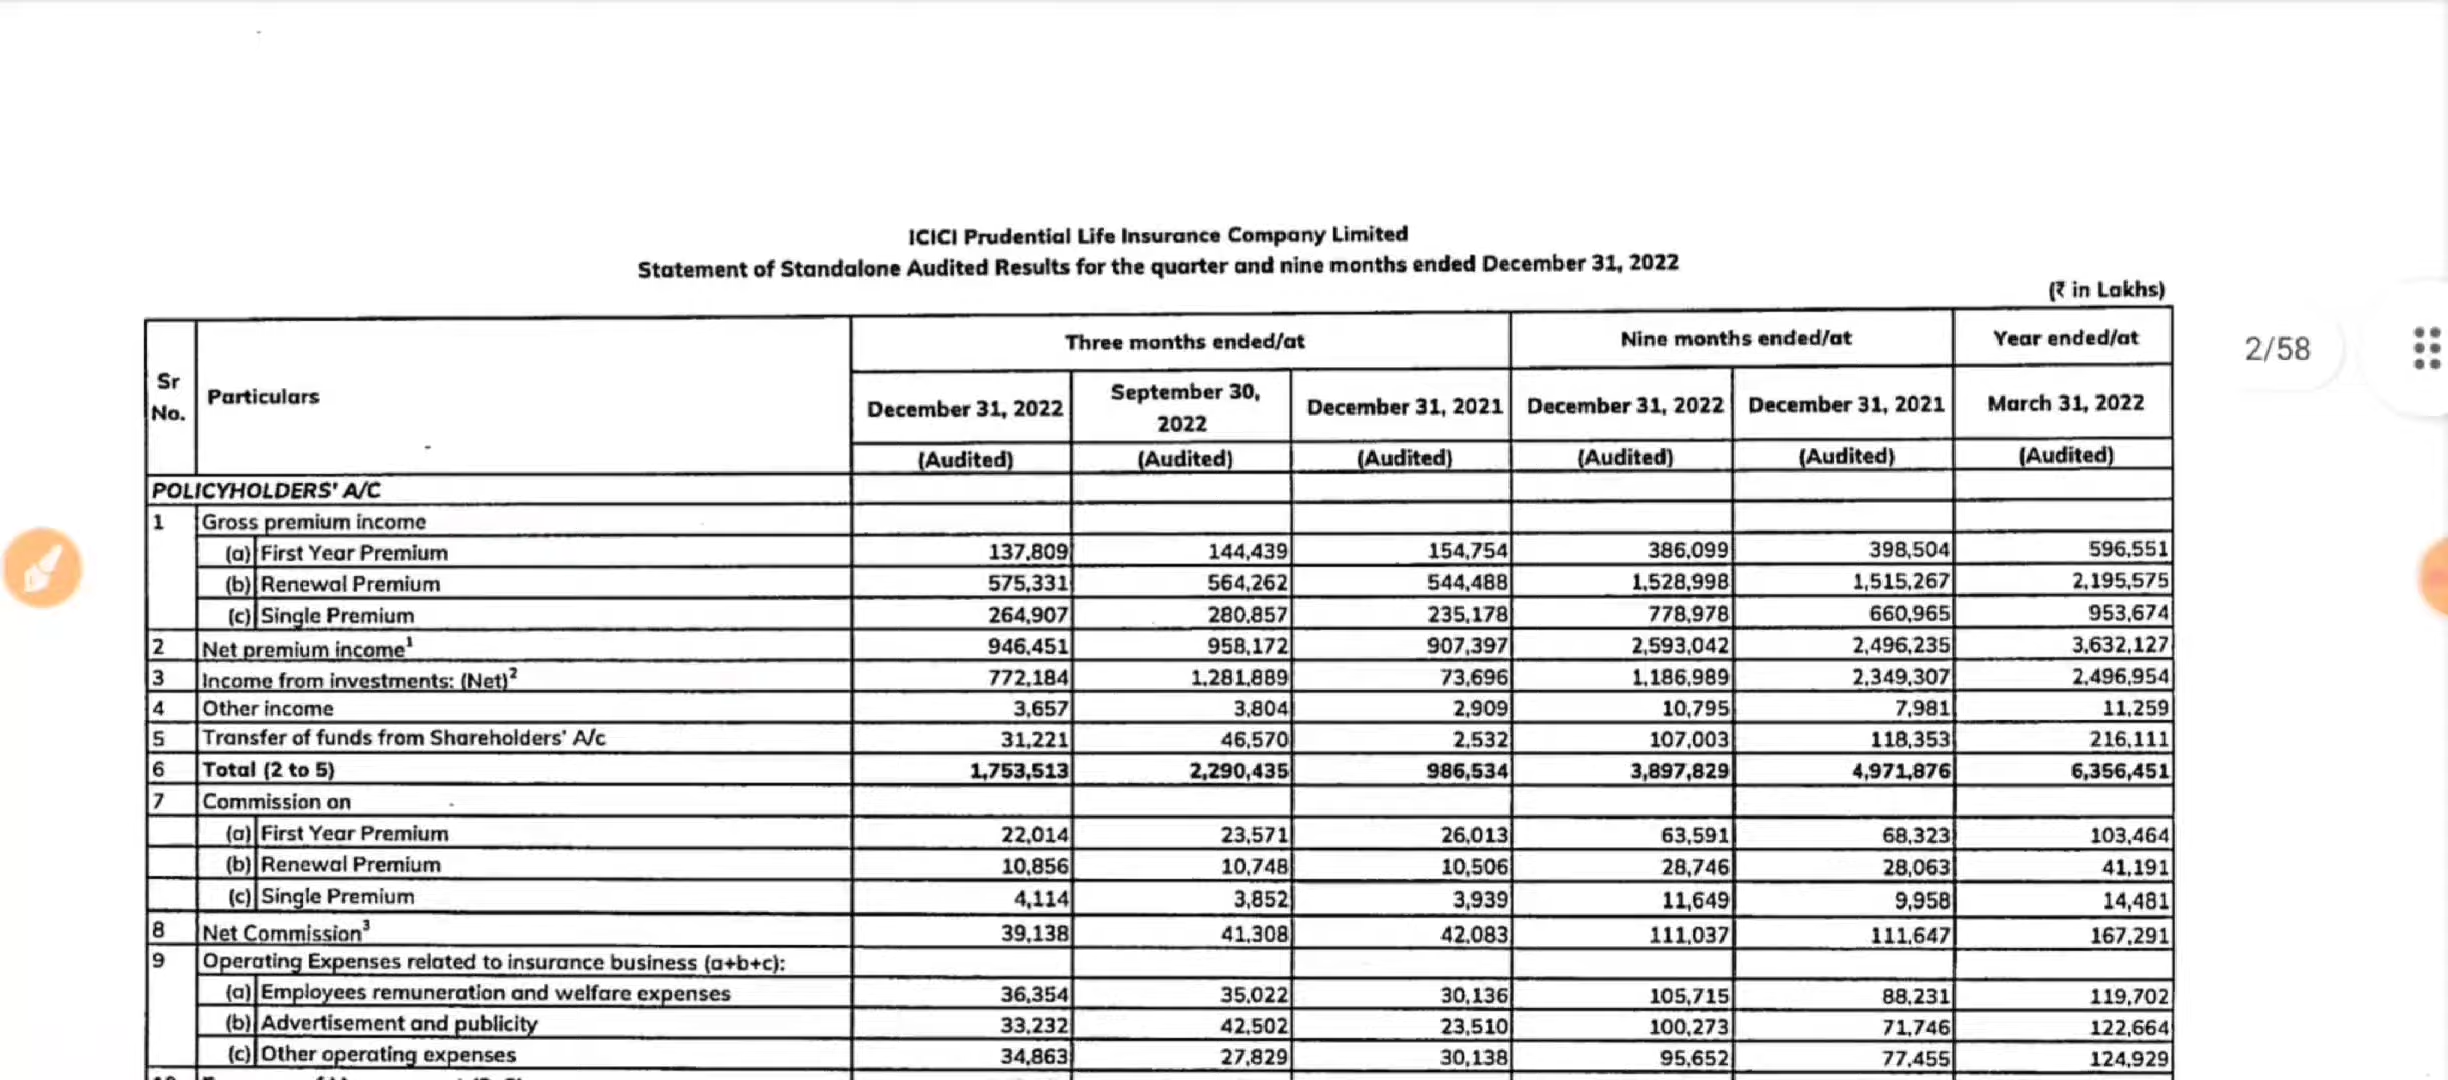 ICICI Prudential Life Insurance Company Limited
Statement of Standalone Audited Results for the quarter and nine months ended December 31, 2022
(₹ in Lakhs)
Sr No. Particulars Three months ended/at Nine months ended/at Year ended/at
December 31, 2022 September 30, 2022 December 31, 2021 December 31, 2022 December 31, 2021 March 31, 2022
(Audited) (Audited) (Audited) (Audited) (Audited) (Audited)
2/58
POLICYHOLDERS' A/C
1 Gross premium income
(a) First Year Premium 137,809 144,439 154,754 386,099 398,504 596,551
(b) Renewal Premium 575,331 564,262 544,488 1,528,998 1,515,267 2,195,575
(c) Single Premium 264,907 280,857 235,178 778,978 660,965 953,674
2 Net premium income¹ 946,451 958,172 907,397 2,593,042 2,496,235 3,632,127
3 Income from investments: (Net)² 772,184 1,281,889 73,696 1,186,989 2,349,307 2,496,954
4 Other income 3,657 3,804 2,909 10,795 7,981 11,259
5 Transfer of funds from Shareholders' A/c 31,221 46,570 2,532 107,003 118,353 216,111
6 Total (2 to 5) 1,753,513 2,290,435 986,534 3,897,829 4,971,876 6,356,451
7 Commission on
(a) First Year Premium 22,014 23,571 26,013 63,591 68,323 103,464
(b) Renewal Premium 10,856 10,748 10,506 28,746 28,063 41,191
(c) Single Premium 4,114 3,852 3,939 11,649 9,958 14,481
8 Net Commission³ 39,138 41,308 42,083 111,037 111,647 167,291
9 Operating Expenses related to insurance business (a+b+c):
(a) Employees remuneration and welfare expenses 36,354 35,022 30,136 105,715 88,231 119,702
(b) Advertisement and publicity 33,232 42,502 23,510 100,273 71,746 122,664
(c) Other operating expenses 34,863 27,829 30,138 95,652 77,455 124,929